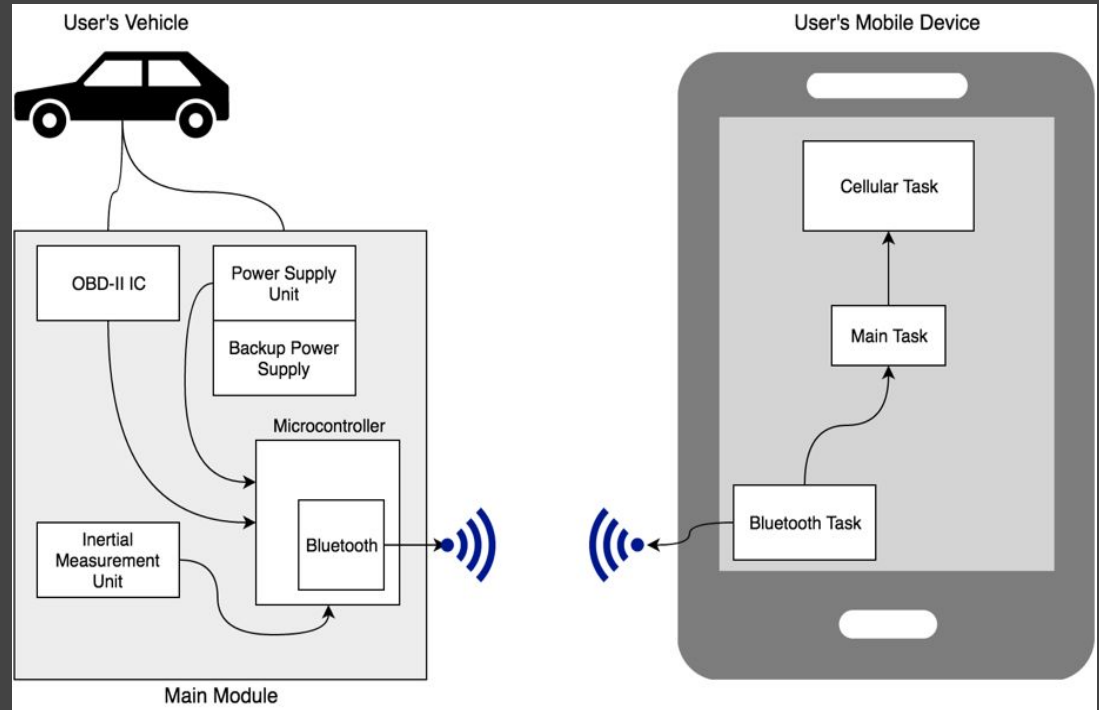 User's Vehicle
User's Mobile Device
Cellular Task
OBD-II IC
Power Supply
Unit
Main Task
Backup Power
Supply
Microcontroller
Bluetooth Task
Inertial
Measurement
Unit
Bluetooth
Main Module